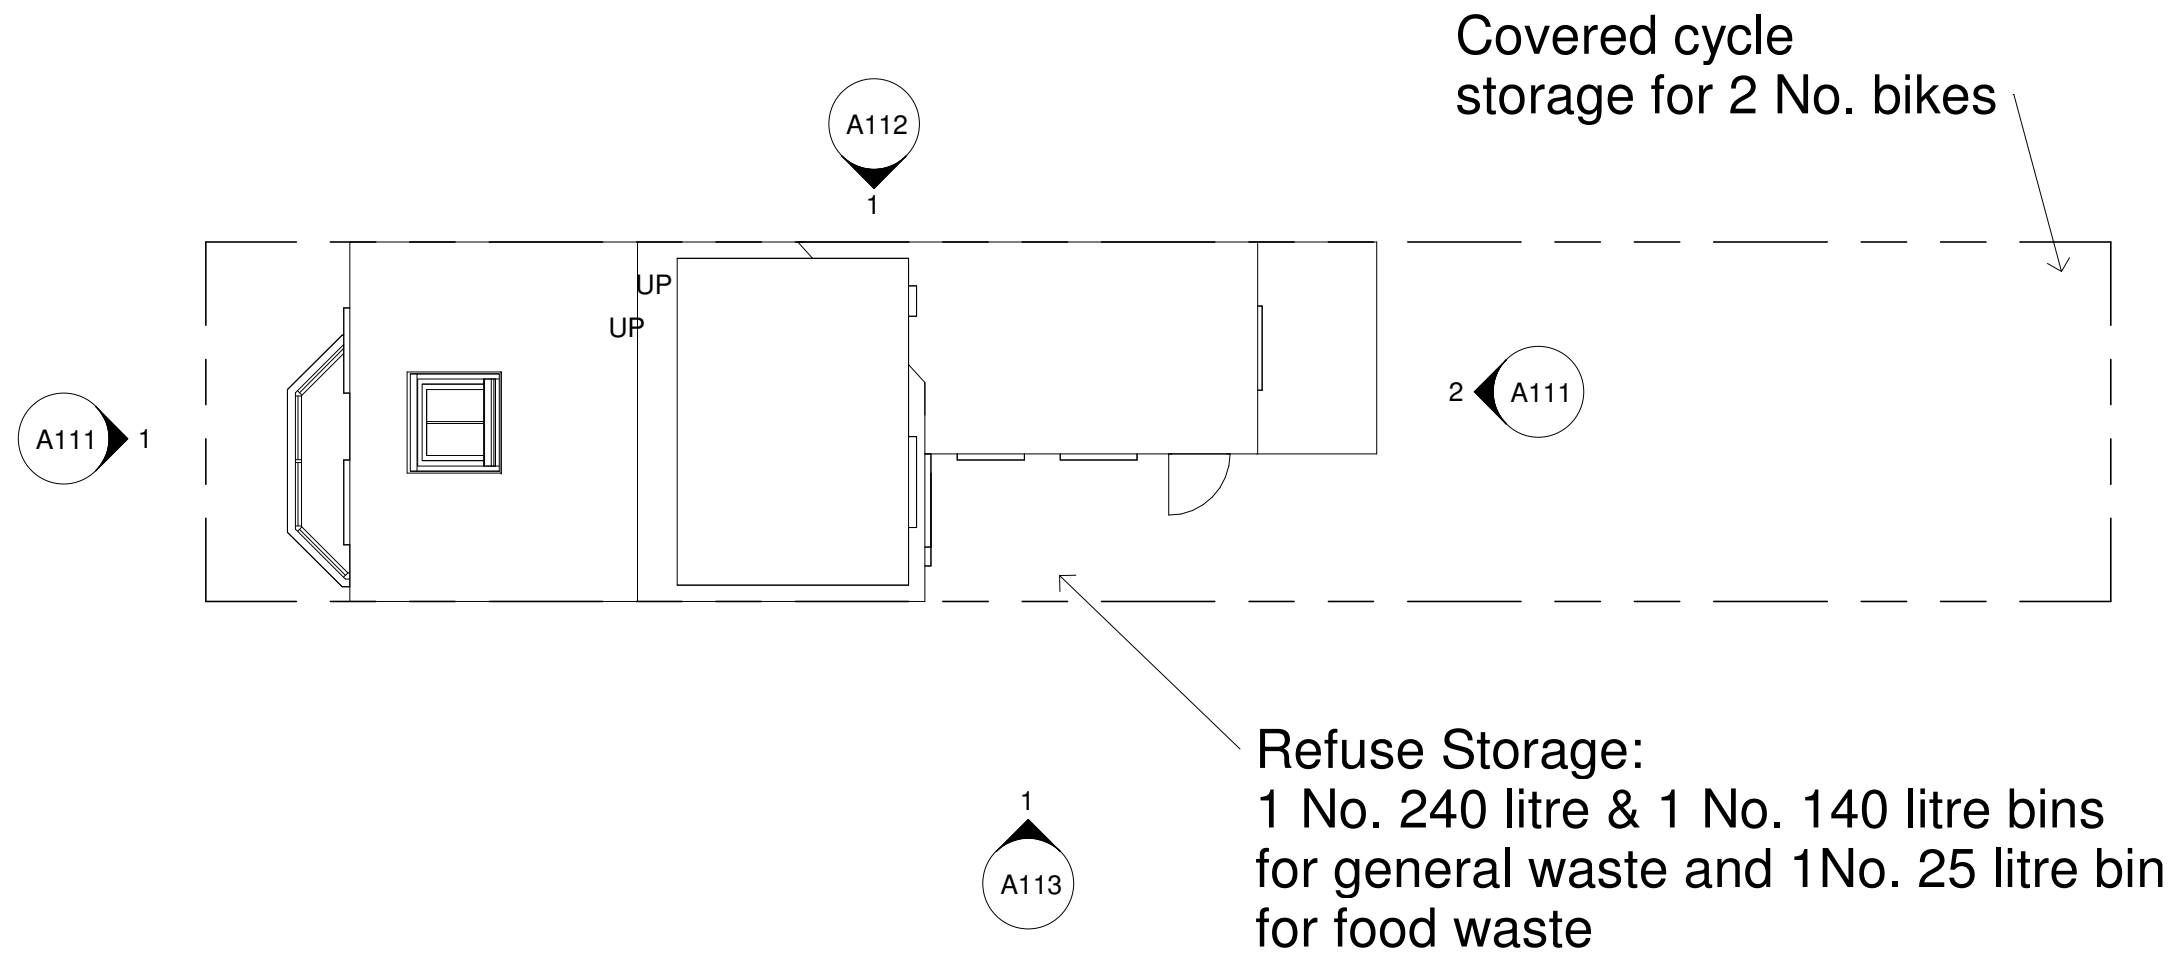 Covered cycle
storage for 2 No. bikes
A112
1
UP
UP
A111
1
2
A111
Refuse Storage:
1 No. 240 litre & 1 No. 140 litre bins
for general waste and 1No. 25 litre bin
for food waste
1
A113